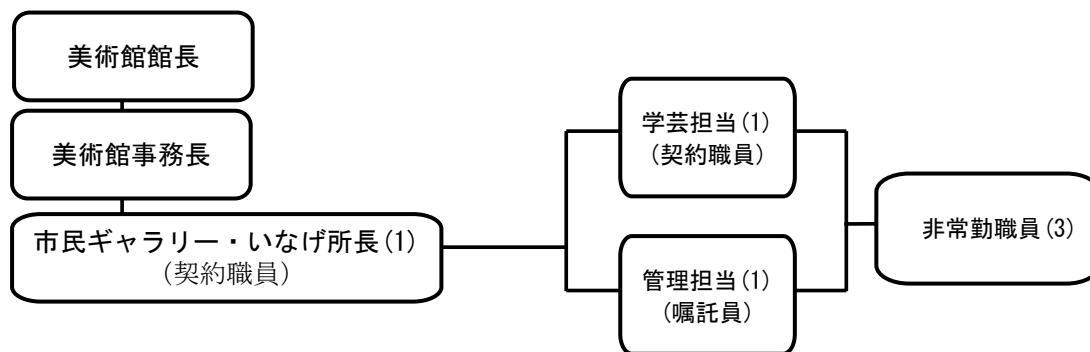 美術館館長
美術館事務長
市民ギャラリー・いなげ所長(1)
(契約職員)
学芸担当(1)
(契約職員)
管理担当(1)
(嘱託員)
非常勤職員(3)